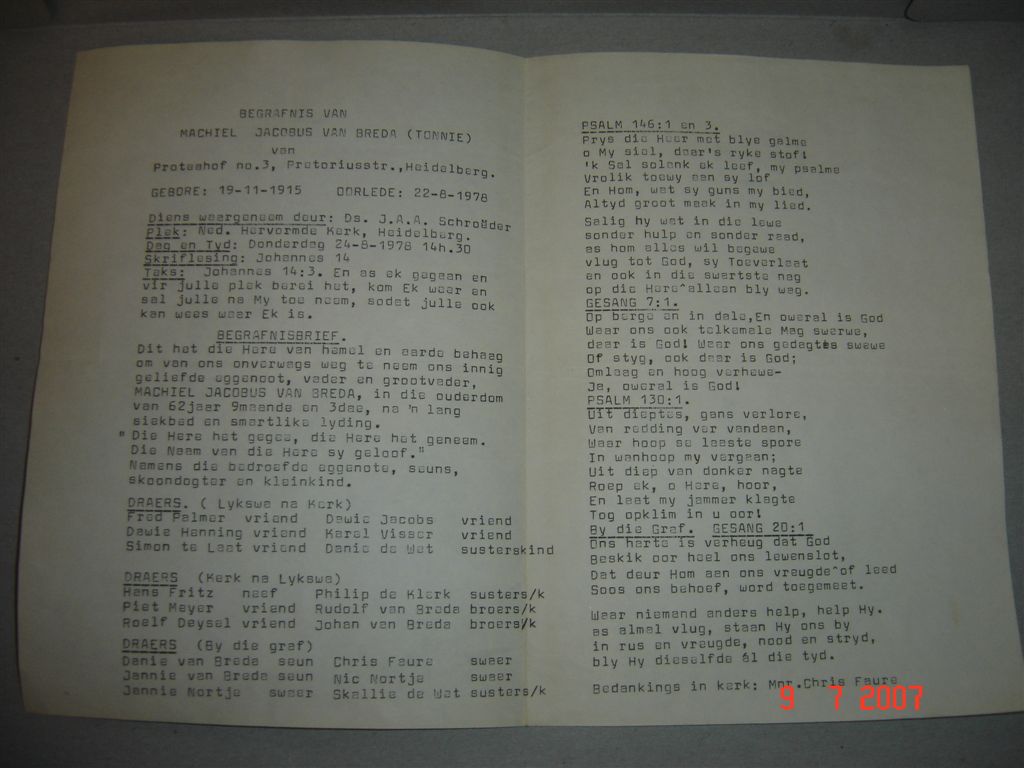 BEGRAFNIS VAN
MACHIEL JACOBUS VAN BREDA (TONNIE)
van
Proteahof no.3, Pretoriusstr.,Heidelberg.
GEBORE: 19-11-1915 OORLEDE: 22-8-1978
Diens waargeneem deur: Ds. J.A.A. Schroëder
Plek: Ned. Hervormde Kerk, Heidelberg.
Dag en Tyd: Donderdag 24-8-1978 14h.30
Skriflesing: Johannes 14
Teks: Johannes 14:3. En as ek gegaan en
vir julle plek berei het, kom Ek weer en
sal julle na My toe neem, sodat julle ook
kan wees waar Ek is.
BEGRAFNISBRIEF.
Dit het die Here van hemel en aarde behaag
om van ons onverwags weg te neem ons innig
geliefde eggenoot, vader en grootvader,
MACHIEL JACOBUS VAN BREDA, in die ouderdom
van 62jaar 9maande en 3dae, na 'n lang
siekbed en smartlike lyding.
"Die Here het gegee, die Here het geneem.
Die Naam van die Here sy geloof."
Namens die bedroefde eggenote, seuns,
skoondogter en kleinkind.
DRAERS. ( Lykswa na Kerk)
Fred Palmer vriend Dawie Jacobs vriend
Dawie Henning vriend Karel Visser vriend
Simon te Laat vriend Danie de Wet susterskind
DRAERS (Kerk na Lykswa)
Hans Fritz neef Philip de Klerk susters/k
Piet Meyer vriend Rudolf van Breda broers/k
Roelf Deysel vriend Johan van Breda broers/k
DRAERS (By die graf)
Danie van Breda seun Chris Faure swaer
Jannie van Breda seun Nic Nortje swaer
Jannie Nortje swaer Skallie de Wet susters/k
PSALM 146:1 en 3.
Prys die Heer met blye galme
o My siel, daar's ryke stof!
'k Sal solank ek leef, my psalme
Vrolik toewy aan sy lof
En Hom, wat sy guns my bied,
Altyd groot maak in my lied.
Salig hy wat in die lewe
sonder hulp en sonder raad,
as hom alles wil begewe
vlug tot God, sy Toeverlaat
en ook in die swartste nag
op die Here^alleen bly wag.
GESANG 7:1.
Op berge en in dale,En oweral is God
Waar ons ook telkemale Mag swerwe,
daar is God! Waar ons gedagtes swewe
Of styg, ook daar is God;
Omlaag en hoog verhewe-
Ja, oweral is God!
PSALM 130:1.
Uit dieptes, gans verlore,
Van redding ver vandaan,
Waar hoop se laaste spore
In wanhoop my vergaan;
Uit diep van donker nagte
Roep ek, o Here, hoor,
En laat my jammer klagte
Tog opklim in u oor!
By die Graf. GESANG 20:1
Ons harte is verheug dat God
Beskik oor heel ons lewenslot,
Dat deur Hom aan ons vreugde^of leed
Soos ons behoef, word toegemeet.
Waar niemand anders help, help Hy.
as almal vlug, staan Hy ons by
in rus en vreugde, nood en stryd,
bly Hy dieselfde ál die tyd.
Bedankings in kerk: Mnr.Chris Faure
9 7 2007